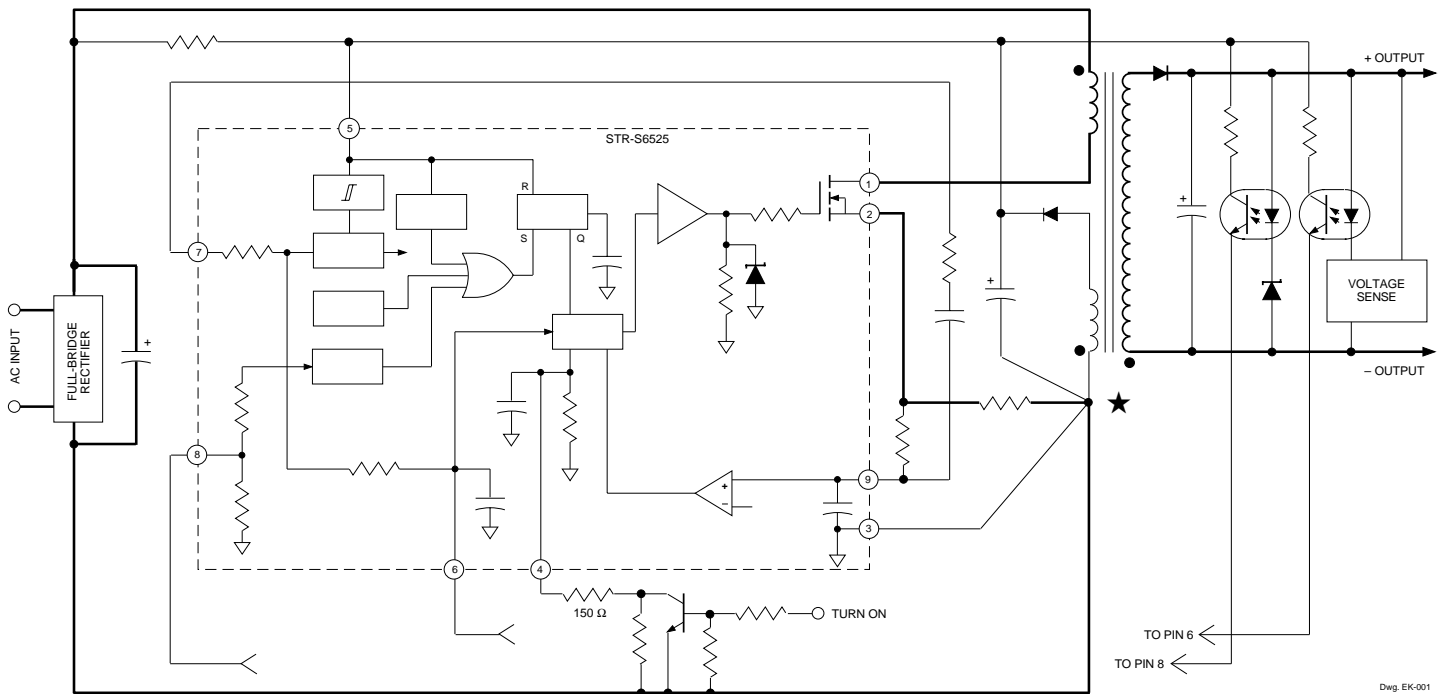 + OUTPUT
5
STR-S6525
1
R
2
S
Q
7
+
+
VOLTAGE
SENSE
AC INPUT
FULL-BRIDGE
RECTIFIER
+
– OUTPUT
★
8
9
+
–
3
6
4
150 Ω
TURN ON
TO PIN 6
TO PIN 8
Dwg. EK-001